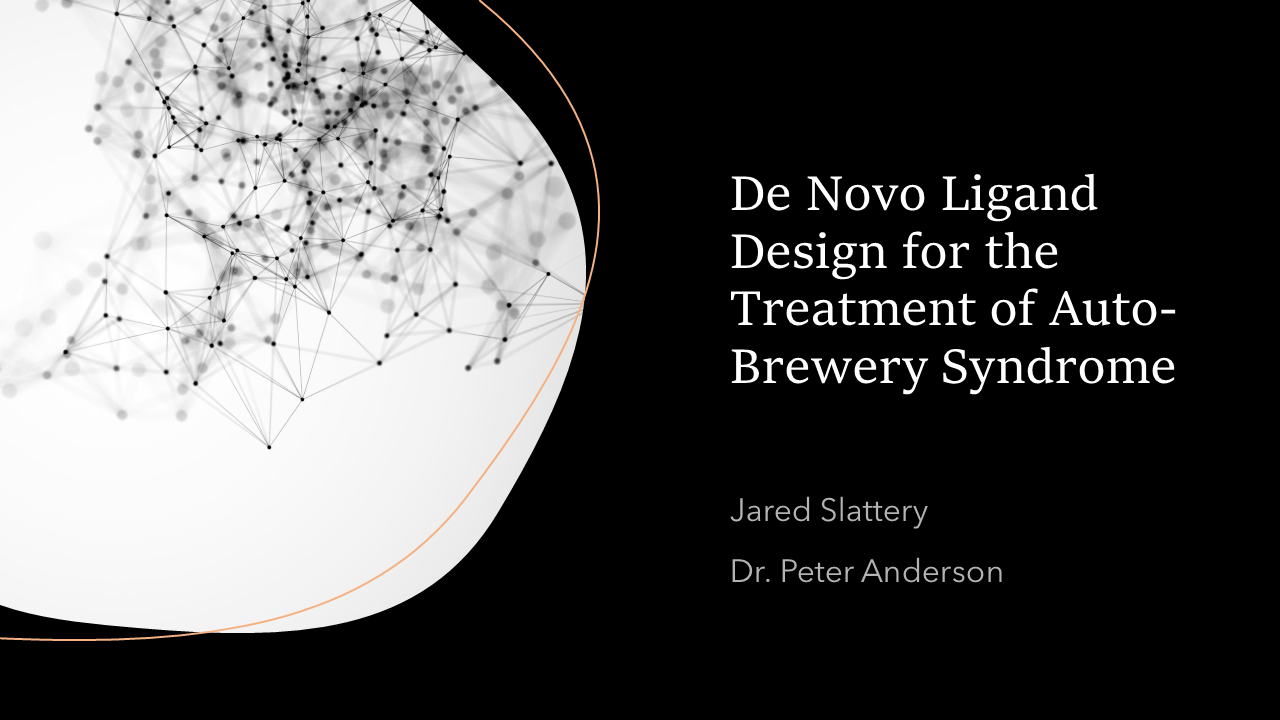 De Novo Ligand
Design for the
Treatment of Auto-
Brewery Syndrome
Jared Slattery
Dr. Peter Anderson